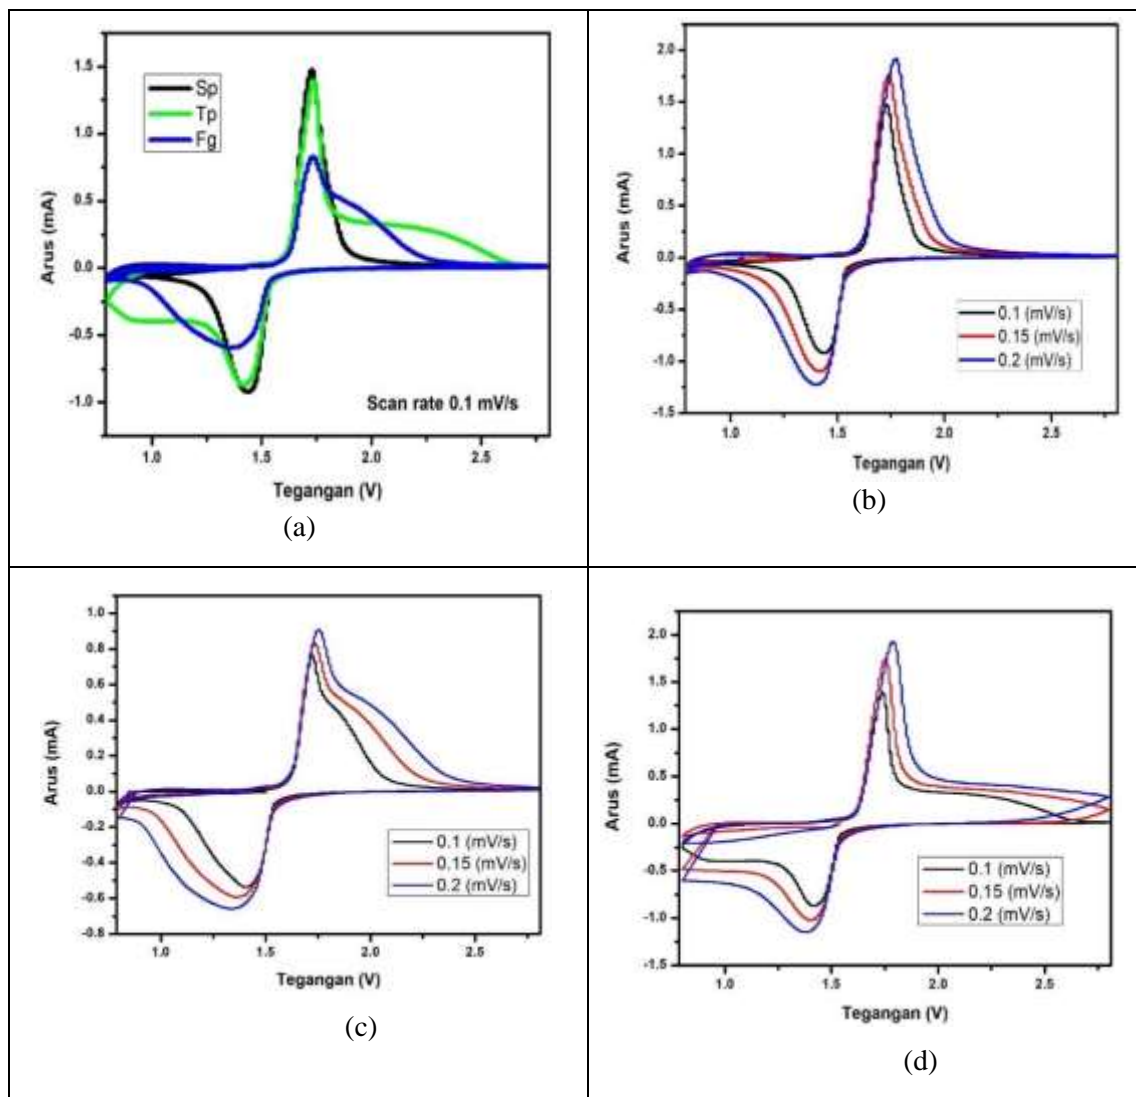 1.5
1.0
0.5
0.0
-0.5
-1.0
Arus (mA)
Sp
Tp
Fg
Scan rate 0.1 mV/s
1.0
1.5
2.0
2.5
Tegangan (V)
(a)
2.0
1.5
1.0
0.5
0.0
-0.5
-1.0
-1.5
Arus (mA)
0.1 (mV/s)
0.15 (mV/s)
0.2 (mV/s)
1.0
1.5
2.0
2.5
Tegangan (V)
(b)
1.0
0.8
0.6
0.4
0.2
0.0
-0.2
-0.4
-0.6
-0.8
Arus (mA)
0.1 (mV/s)
0.15 (mV/s)
0.2 (mV/s)
1.0
1.5
2.0
2.5
Tegangan (V)
(c)
2.0
1.5
1.0
0.5
0.0
-0.5
-1.0
-1.5
Arus (mA)
0.1 (mV/s)
0.15 (mV/s)
0.2 (mV/s)
1.0
1.5
2.0
2.5
Tegangan (V)
(d)